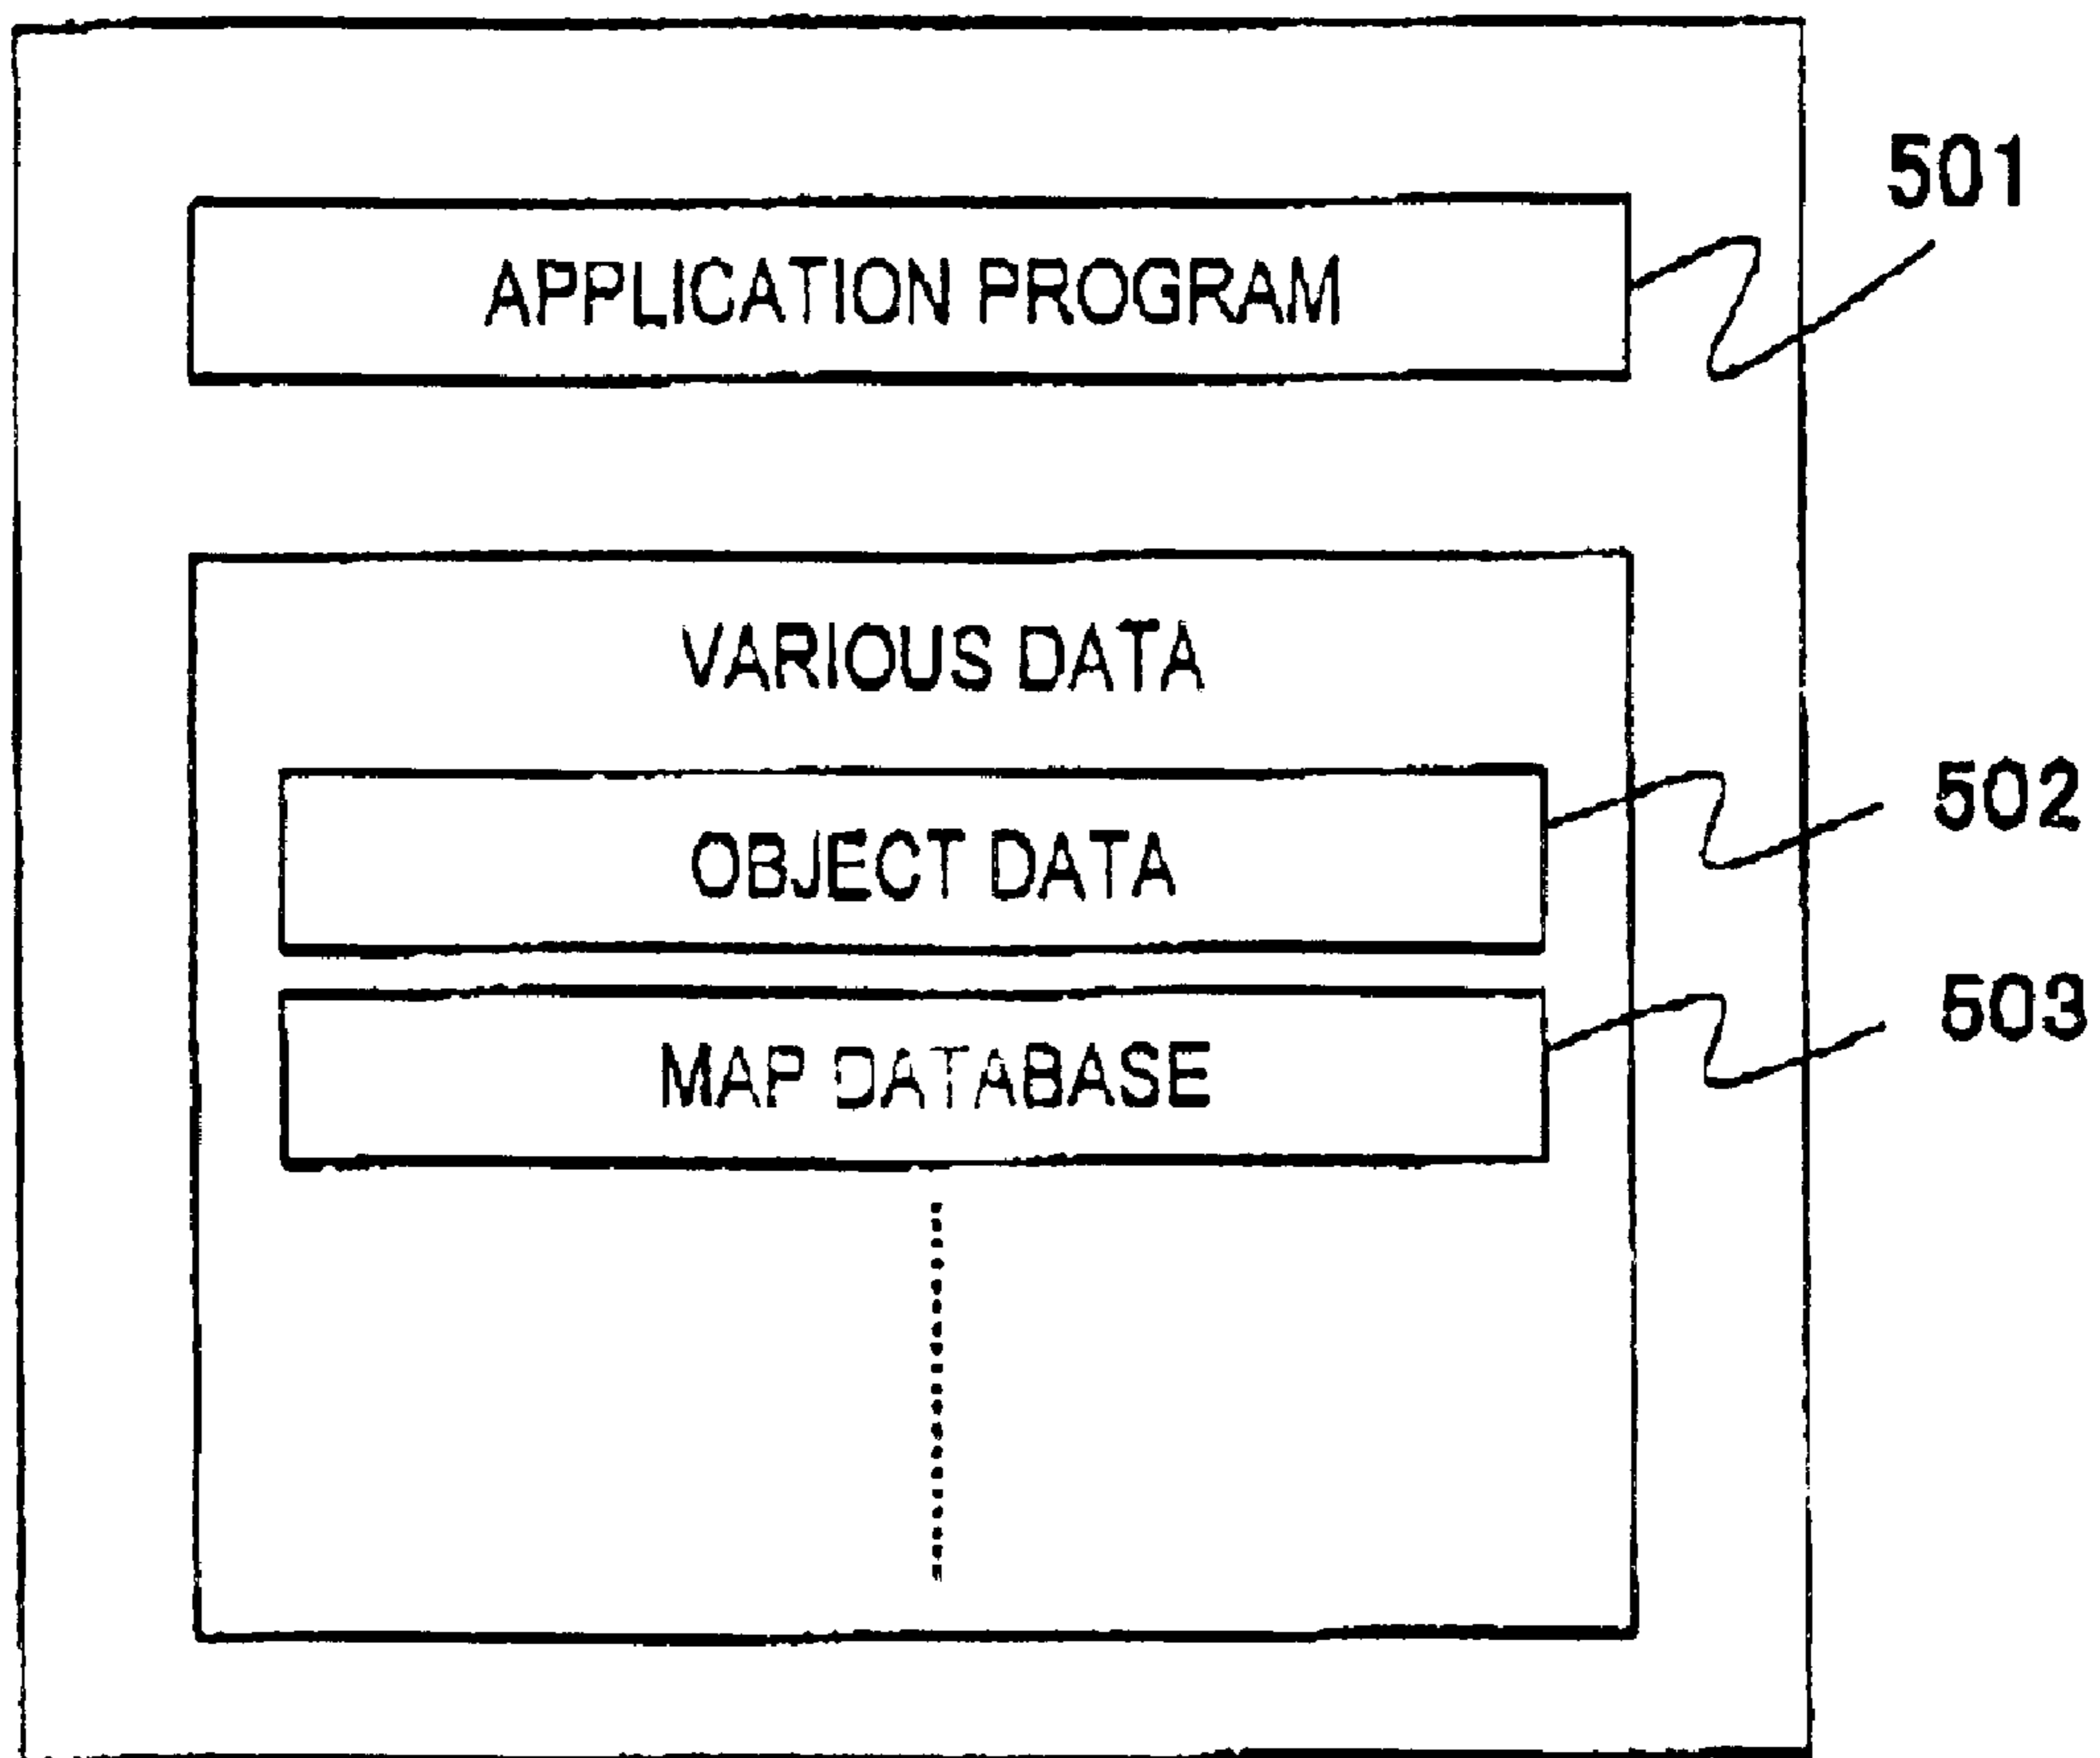 501
APPLICATION PROGRAM
VARIOUS DATA
502
OBJECT DATA
503
MAP DATABASE